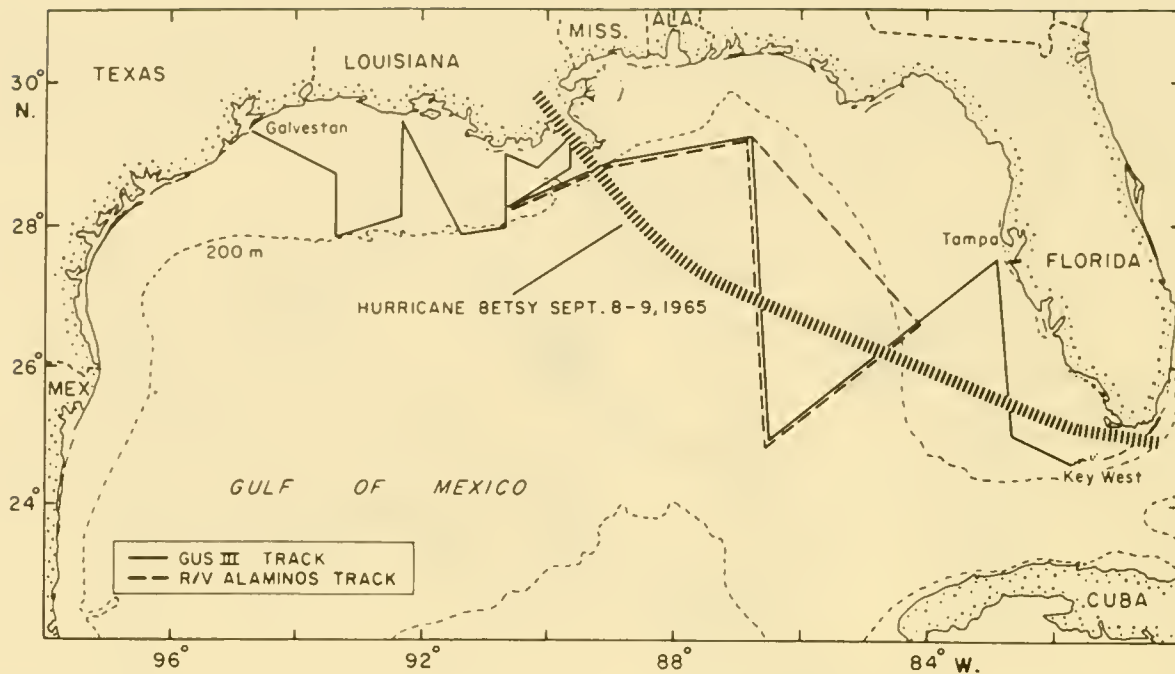 MISS.
ALA.
TEXAS
LOUISIANA
30°
N.
Galvestan
28°
200 m
Tampa
FLORIDA
HURRICANE BETSY SEPT. 8-9, 1965
26°
MEX.
Key West
24°
GULF OF MEXICO
GUS III TRACK
R/V ALAMINOS TRACK
CUBA
96°
92°
88°
84° W.